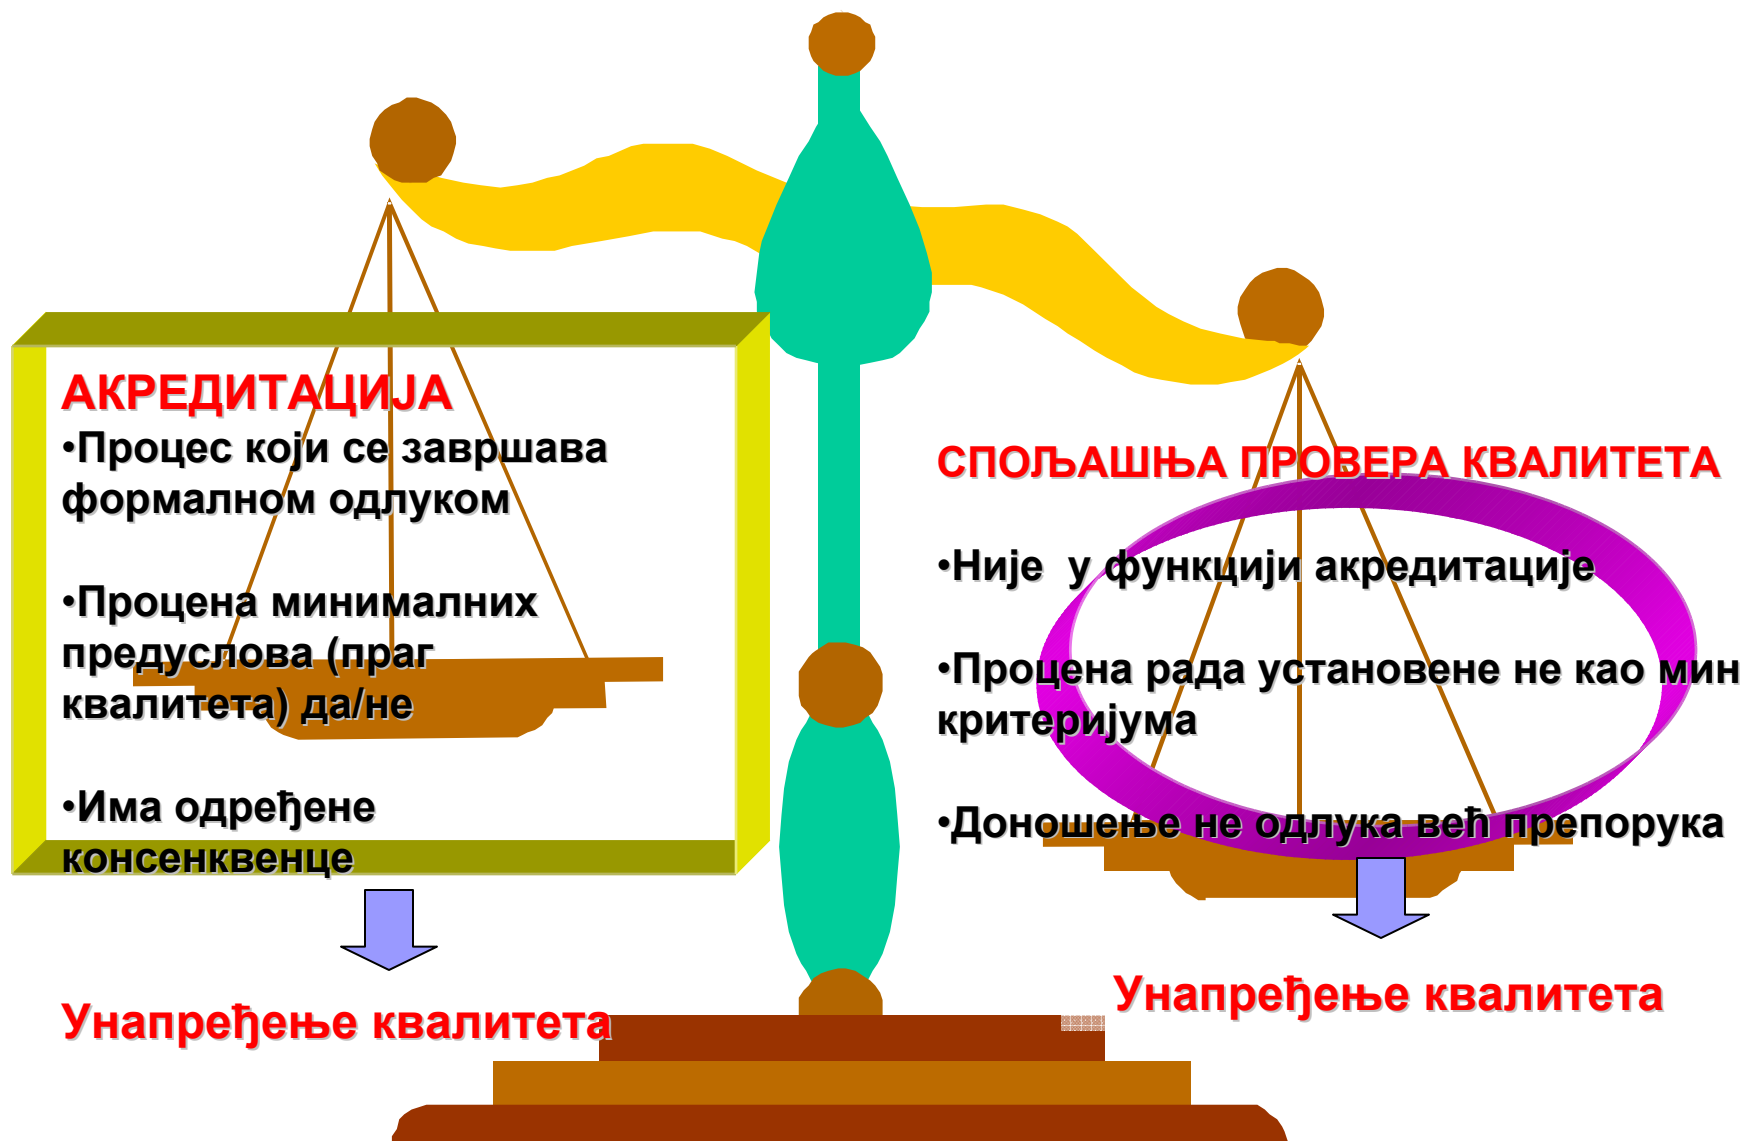 АКРЕДИТАЦИЈА
•Процес који се завршава
формалном одлуком
•Процена минималних
предуслова (праг
квалитета) да/не
•Има одређене
консенквенце
Унапређење квалитета
СПОЉАШЊА ПРОВЕРА КВАЛИТЕТА
•Није у функцији акредитације
•Процена рада установене не као мин
критеријума
•Доношење не одлука већ препорука
Унапређење квалитета